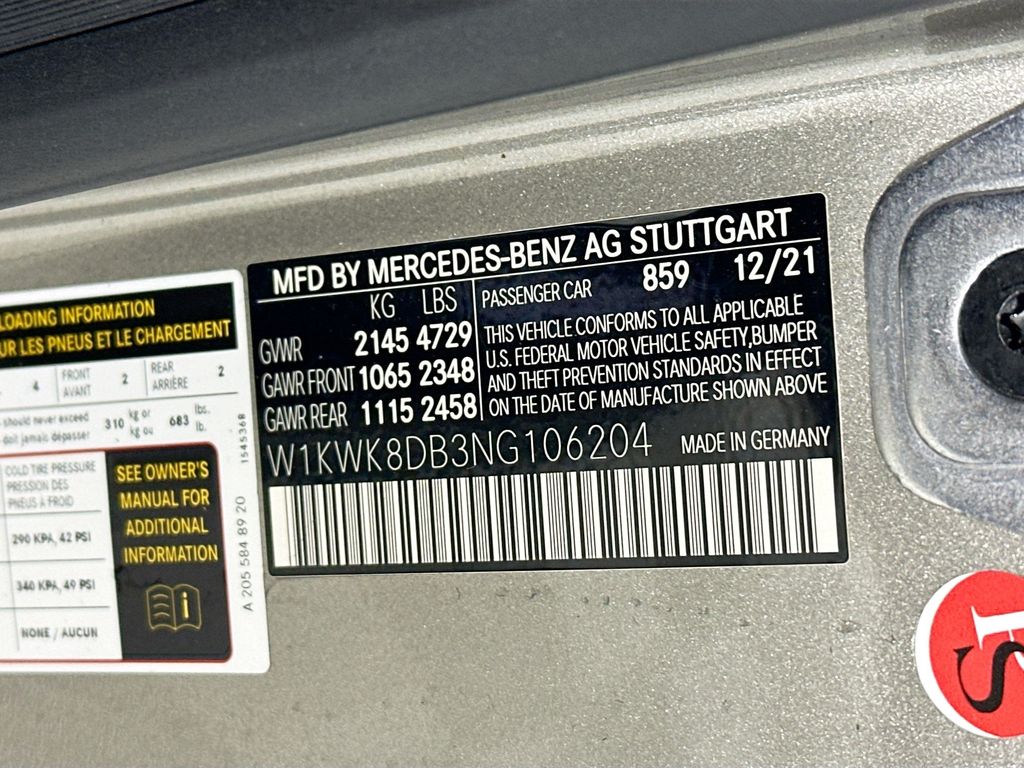 LOADING INFORMATION
UR LES PNEUS ET LE CHARGEMENT
4 FRONT AVANT 2 REAR ARRIÈRE 2
should never exceed 310 kg or 683 lbs.
doit jamais dépasser kg ou lb.
COLD TIRE PRESSURE
PRESSION DES
PNEUS À FROID
290 KPA, 42 PSI
340 KPA, 49 PSI
NONE / AUCUN
SEE OWNER'S
MANUAL FOR
ADDITIONAL
INFORMATION
i
1545368
A 205 584 89 20
MFD BY MERCEDES-BENZ AG STUTTGART
KG LBS
GVWR 2145 4729
GAWR FRONT 1065 2348
GAWR REAR 1115 2458
PASSENGER CAR 859 12/21
THIS VEHICLE CONFORMS TO ALL APPLICABLE
U.S. FEDERAL MOTOR VEHICLE SAFETY,BUMPER
AND THEFT PREVENTION STANDARDS IN EFFECT
ON THE DATE OF MANUFACTURE SHOWN ABOVE
W1KWK8DB3NG106204 MADE IN GERMANY